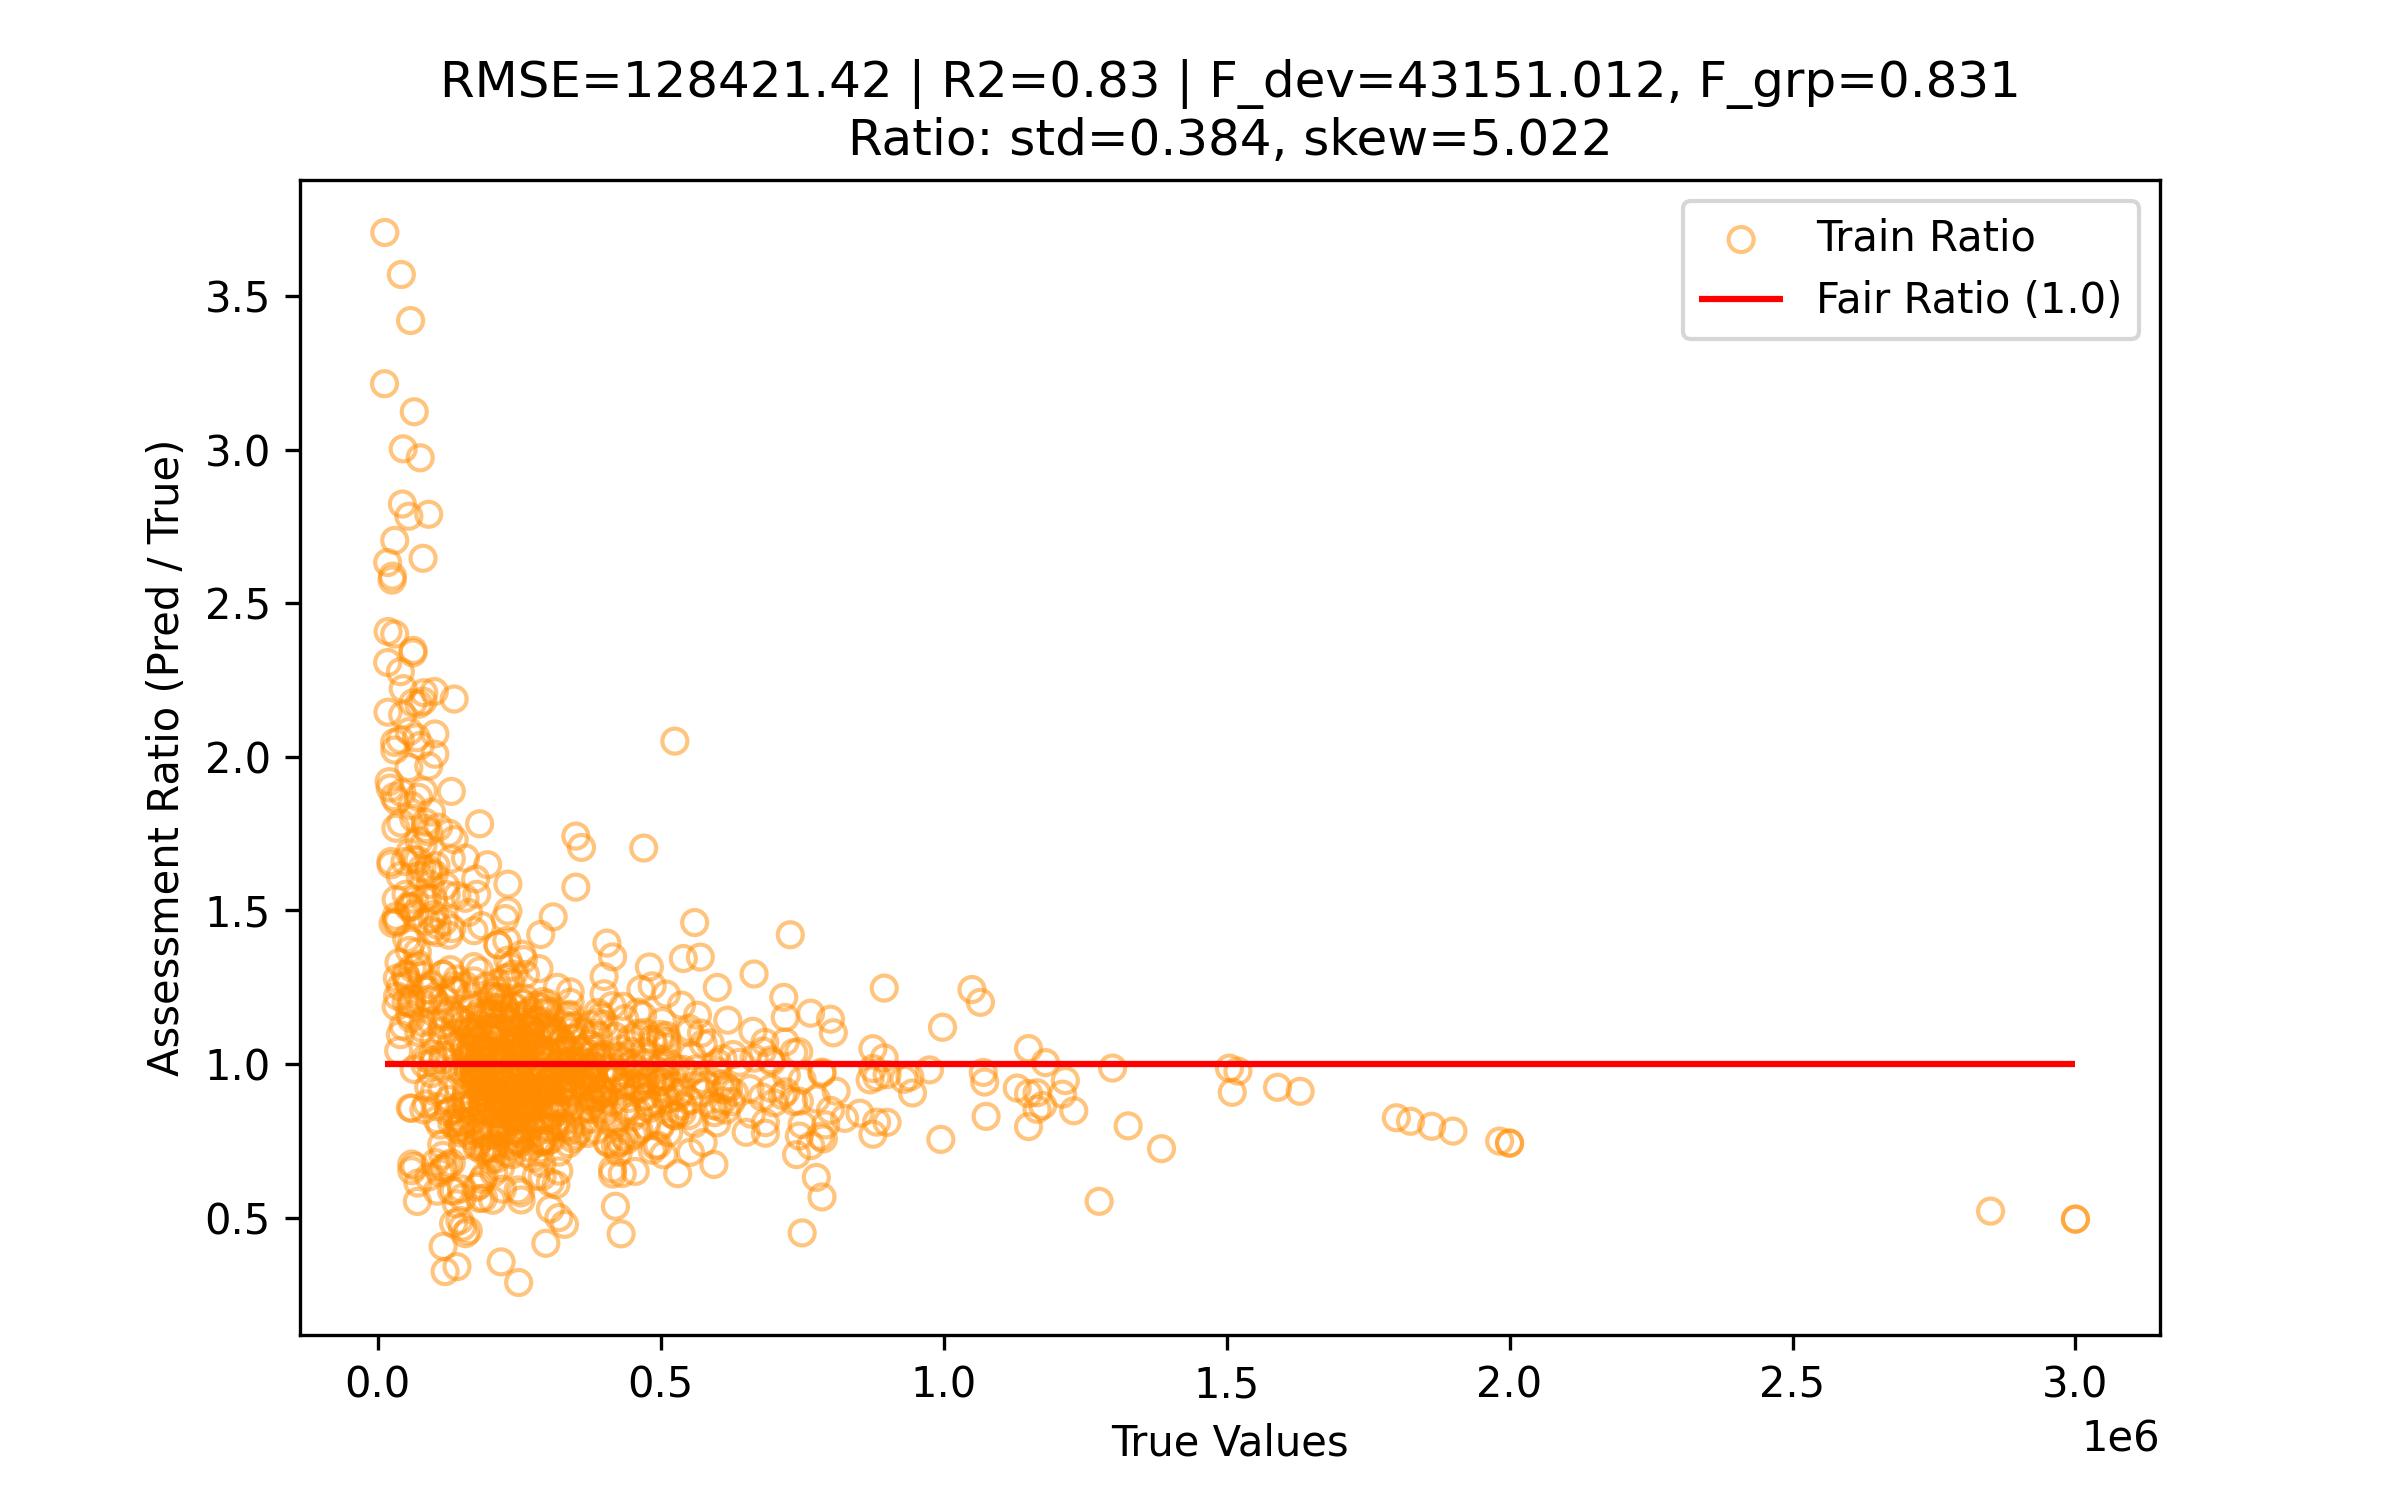 RMSE=128421.42 | R2=0.83 | F_dev=43151.012, F_grp=0.831
Ratio: std=0.384, skew=5.022
Train Ratio
Fair Ratio (1.0)
Assessment Ratio (Pred / True)
3.5
3.0
2.5
2.0
1.5
1.0
0.5
0.0 0.5 1.0 1.5 2.0 2.5 3.0
1e6
True Values